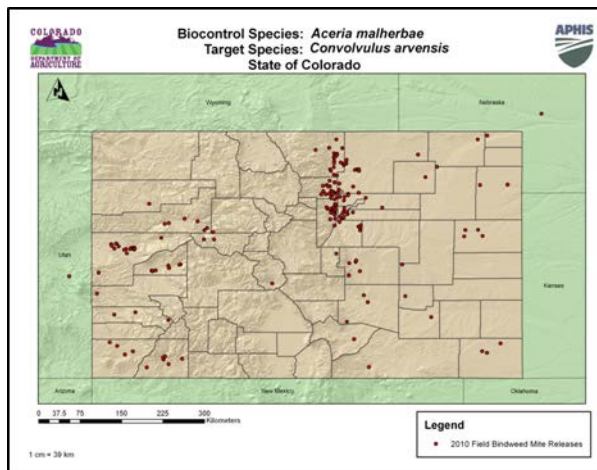 COLORADO
DEPARTMENT OF
AGRICULTURE
Biocontrol Species: Aceria malherbae
Target Species: Convolvulus arvensis
State of Colorado
APHIS
Wyoming
Nebraska
Utah
Kansas
Arizona
New Mexico
Oklahoma
0 37.5 75 150 225 300
Kilometers
1 cm = 39 km
Legend
2010 Field Bindweed Mite Releases